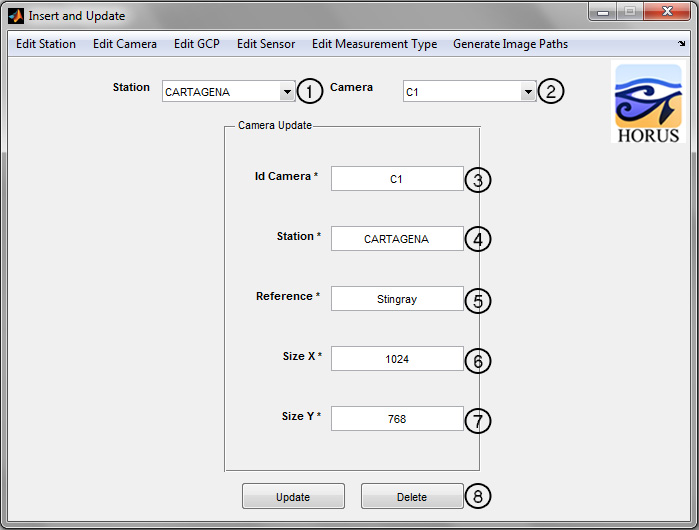 Insert and Update
Edit Station Edit Camera Edit GCP Edit Sensor Edit Measurement Type Generate Image Paths
Station CARTAGENA 1 Camera C1 2
HORUS
Camera Update
Id Camera * C1 3
Station * CARTAGENA 4
Reference * Stingray 5
Size X * 1024 6
Size Y * 768 7
Update Delete 8